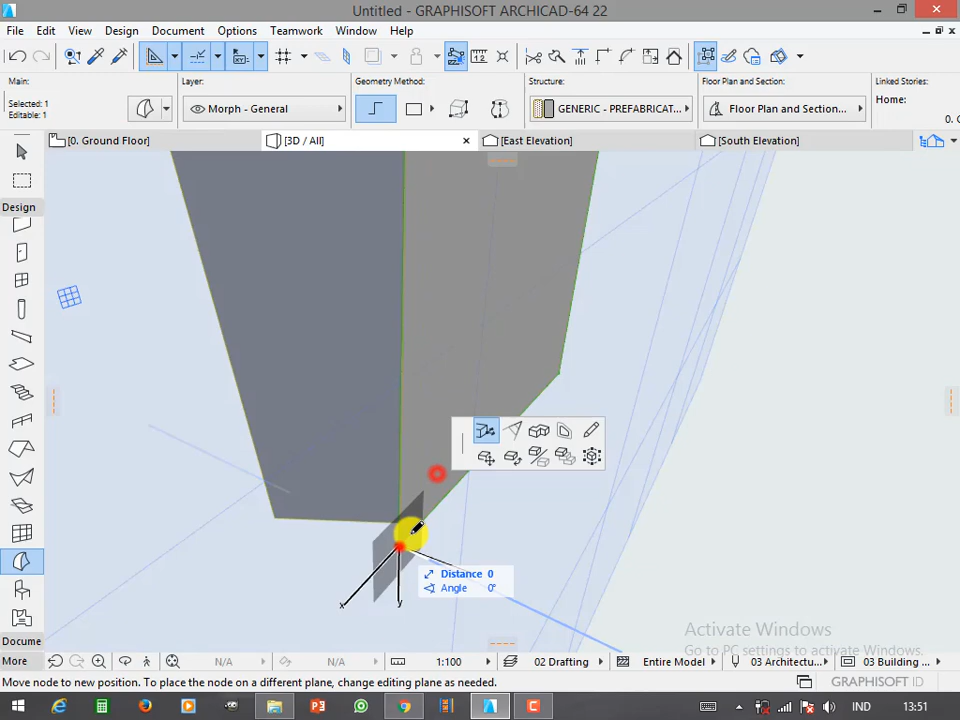 Untitled - GRAPHISOFT ARCHICAD-64 22
File Edit View Design Document Options Teamwork Window Help
Main: Layer: Geometry Method: Structure: Floor Plan and Section: Linked Stories:
Selected: 1
Editable: 1
Morph - General
GENERIC - PREFABRICAT...
Floor Plan and Section...
Home:
0. G
[0. Ground Floor] [3D / All] [East Elevation] [South Elevation]
Design
Distance 0
Angle 0°
x
y
Activate Windows
Go to PC settings to activate Windows.
Docume
More
N/A N/A 1:100 02 Drafting Entire Model 03 Architectu... 03 Building ...
Move node to new position. To place the node on a different plane, change editing plane as needed.
GRAPHISOFT ID
IND 13:51